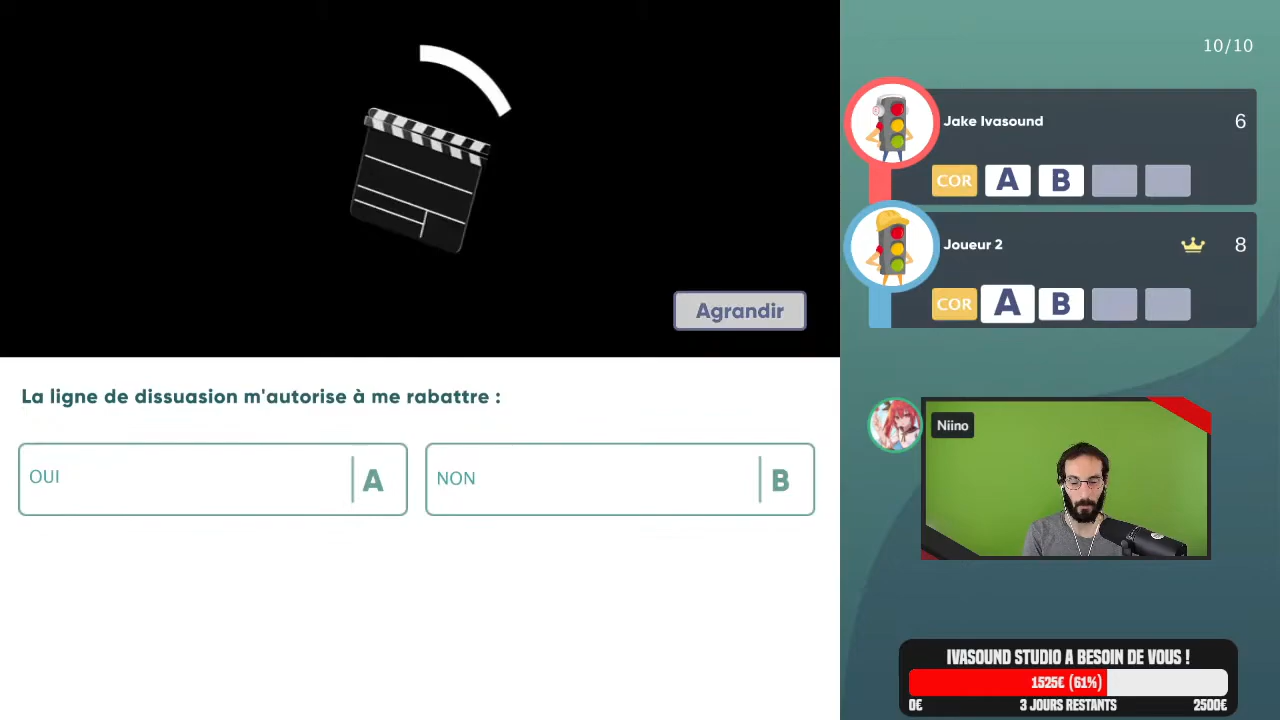 10/10
Jake Ivasound
6
COR
A
B
Joueur 2
8
COR
A
B
Agrandir
La ligne de dissuasion m'autorise à me rabattre :
OUI
A
NON
B
Niino
IVASOUND STUDIO A BESOIN DE VOUS !
1525€ (61%)
0€
3 JOURS RESTANTS
2500€